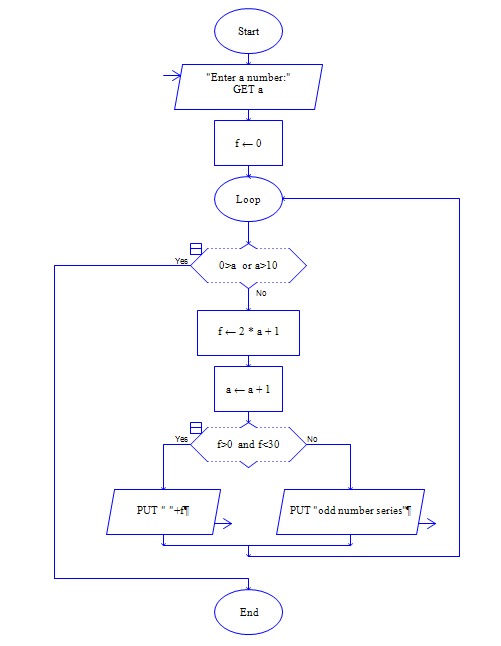 Start
"Enter a number:"
GET a
f ← 0
Loop
0>a or a>10
Yes
No
f ← 2 * a + 1
a ← a + 1
f>0 and f<30
Yes
No
PUT " "+f¶
PUT "odd number series"¶
End